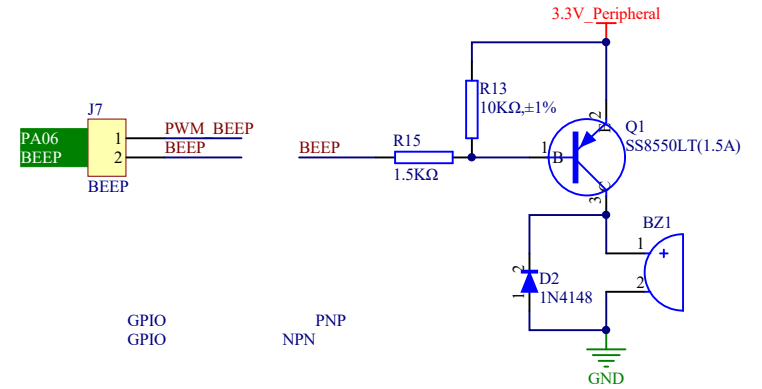 3.3V_Peripheral
R13
10KΩ,±1%
J7
PWM_BEEP
BEEP
PA06
BEEP
1
2
BEEP
BEEP
R15
1.5KΩ
1
B
2
E
3
C
Q1
SS8550LT(1.5A)
BZ1
1
+
2
2
1
D2
1N4148
GPIO
PNP
GPIO
NPN
GND